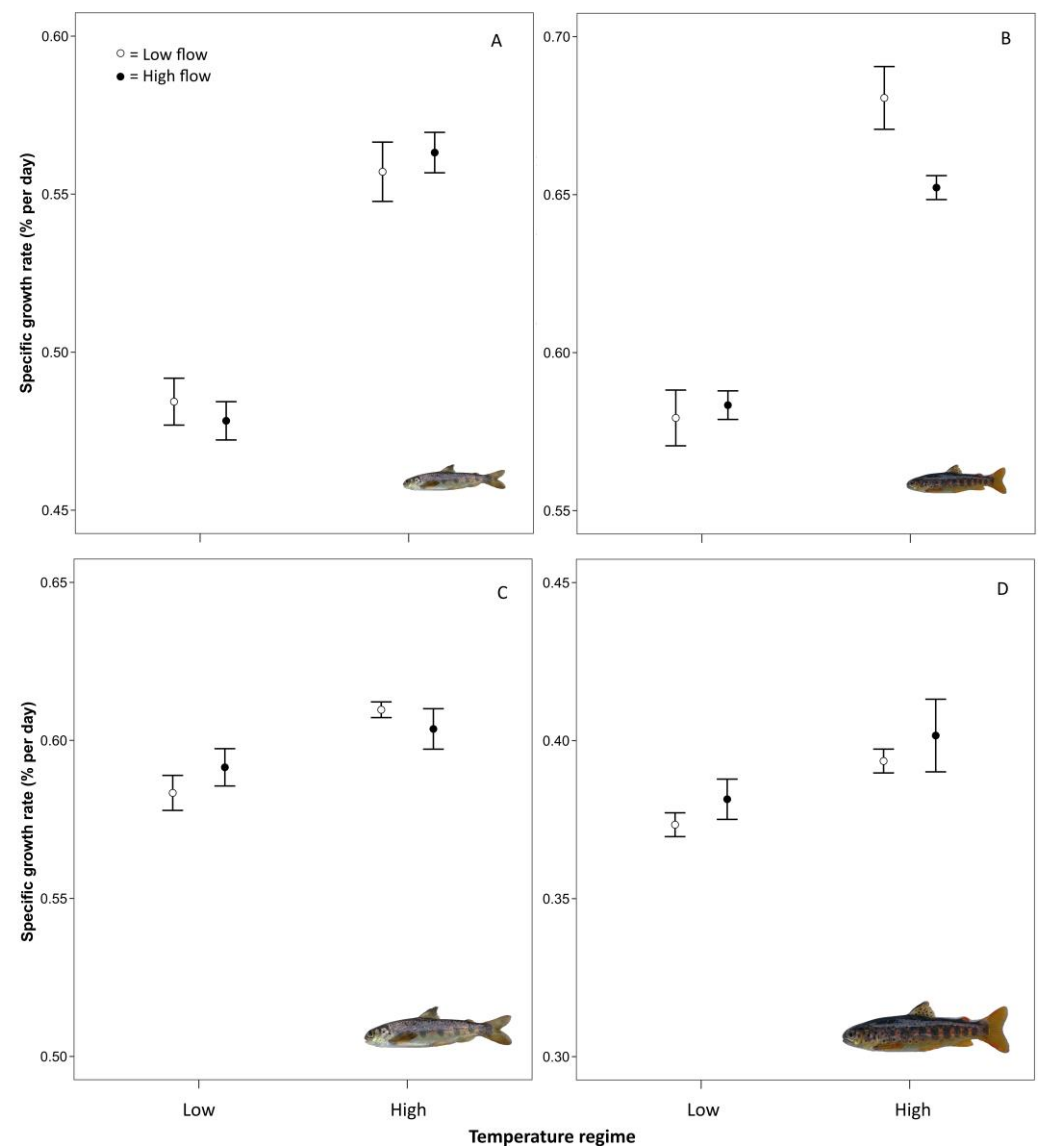 A
○ = Low flow
● = High flow
0.60
0.55
0.50
0.45
Specific growth rate (% per day)
B
0.70
0.65
0.60
0.55
C
0.65
0.60
0.55
0.50
Specific growth rate (% per day)
Low
High
D
0.45
0.40
0.35
0.30
Low
High
Temperature regime